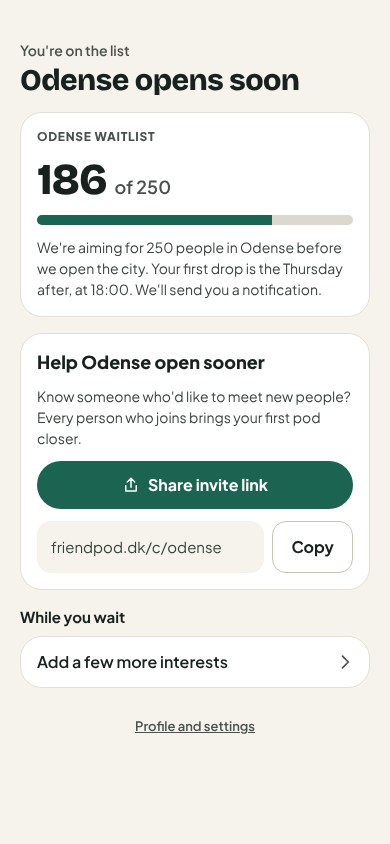 You're on the list
Odense opens soon
ODENSE WAITLIST
186 of 250
We're aiming for 250 people in Odense before
we open the city. Your first drop is the Thursday
after, at 18:00. We'll send you a notification.
Help Odense open sooner
Know someone who'd like to meet new people?
Every person who joins brings your first pod
closer.
Share invite link
friendpod.dk/c/odense
Copy
While you wait
Add a few more interests
Profile and settings